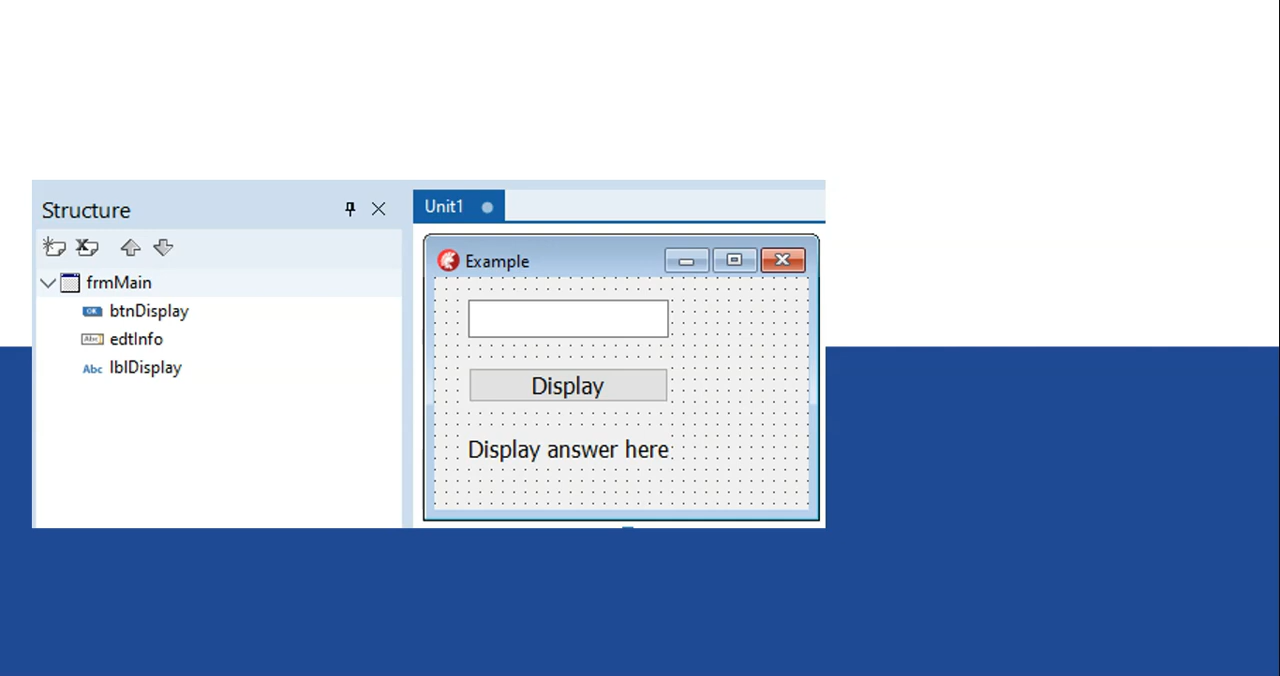 Structure
frmMain
btnDisplay
edtInfo
lblDisplay
Unit1
Example
Display
Display answer here